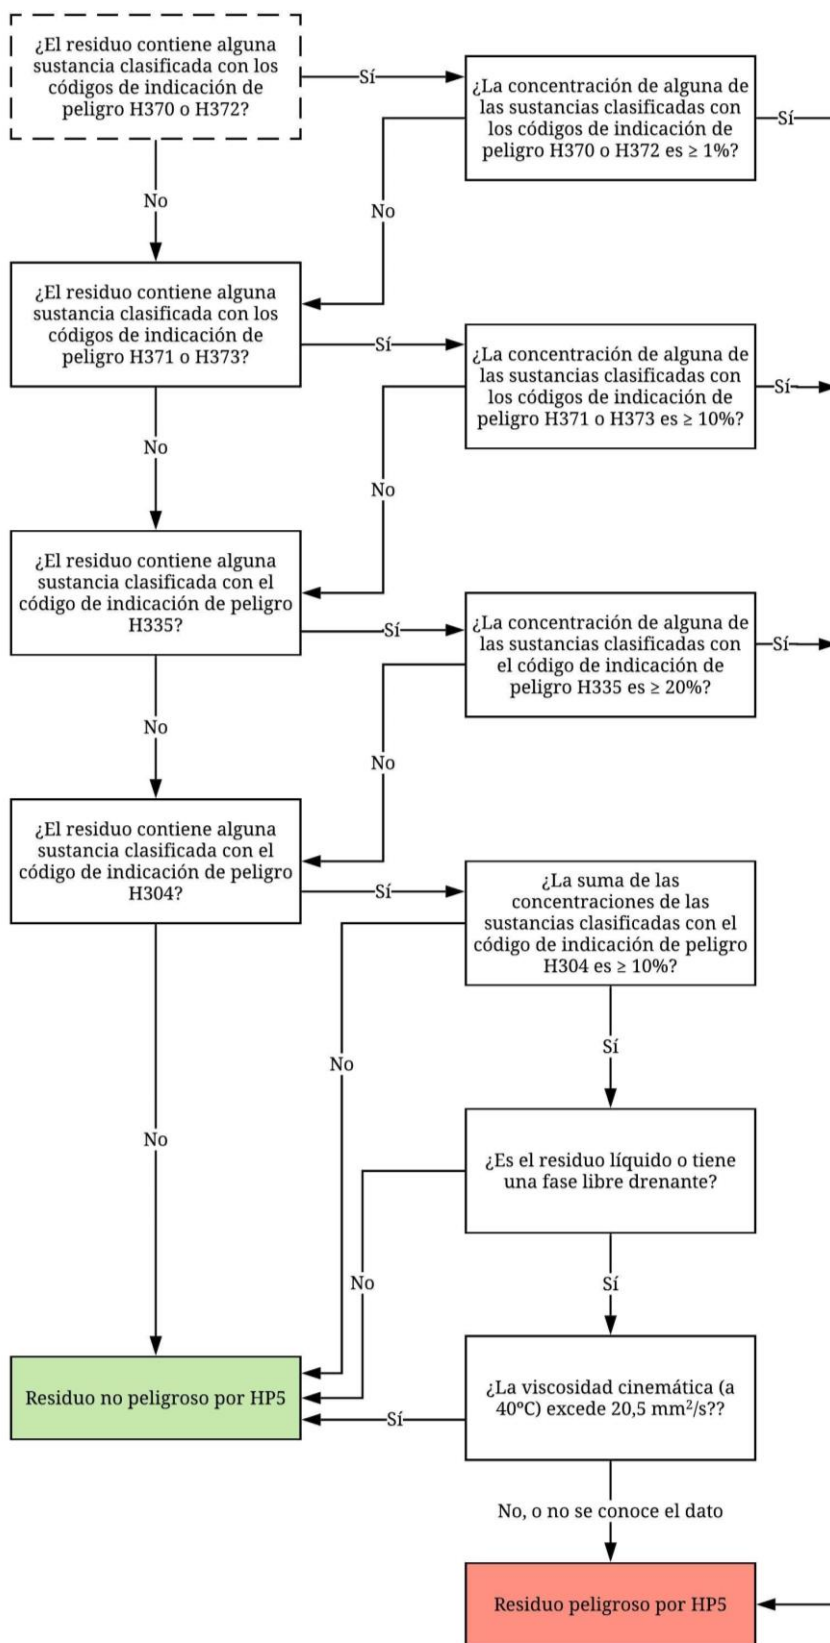 ¿El residuo contiene alguna
sustancia clasificada con los
códigos de indicación de
peligro H370 o H372?
Sí
¿La concentración de alguna de
las sustancias clasificadas con
los códigos de indicación de
peligro H370 o H372 es ≥ 1%?
Sí
No
No
¿El residuo contiene alguna
sustancia clasificada con los
códigos de indicación de
peligro H371 o H373?
Sí
¿La concentración de alguna de
las sustancias clasificadas con
los códigos de indicación de
peligro H371 o H373 es ≥ 10%?
Sí
No
No
¿El residuo contiene alguna
sustancia clasificada con el
código de indicación de peligro
H335?
Sí
¿La concentración de alguna de
las sustancias clasificadas con
el código de indicación de
peligro H335 es ≥ 20%?
Sí
No
No
¿El residuo contiene alguna
sustancia clasificada con el
código de indicación de peligro
H304?
Sí
¿La suma de las
concentraciones de las
sustancias clasificadas con el
código de indicación de peligro
H304 es ≥ 10%?
No
Sí
No
¿Es el residuo líquido o tiene
una fase libre drenante?
No
Sí
¿La viscosidad cinemática (a
40ºC) excede 20,5 mm²/s??
Sí
Residuo no peligroso por HP5
No, o no se conoce el dato
Residuo peligroso por HP5